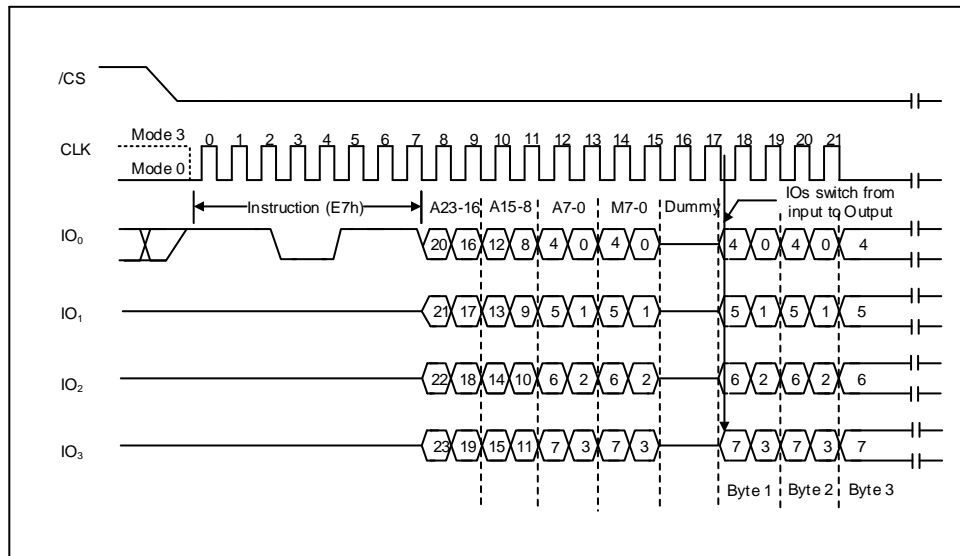 /CS
Mode 3
0 1 2 3 4 5 6 7 8 9 10 11 12 13 14 15 16 17 18 19 20 21
CLK
Mode 0
IOs switch from
input to Output
Instruction (E7h) A23-16 A15-8 A7-0 M7-0 Dummy
IO0 20 16 12 8 4 0 4 0 4 0 4 0 4
IO1 21 17 13 9 5 1 5 1 5 1 5 1 5
IO2 22 18 14 10 6 2 6 2 6 2 6 2 6
IO3 23 19 15 11 7 3 7 3 7 3 7 3 7
Byte 1 Byte 2 Byte 3